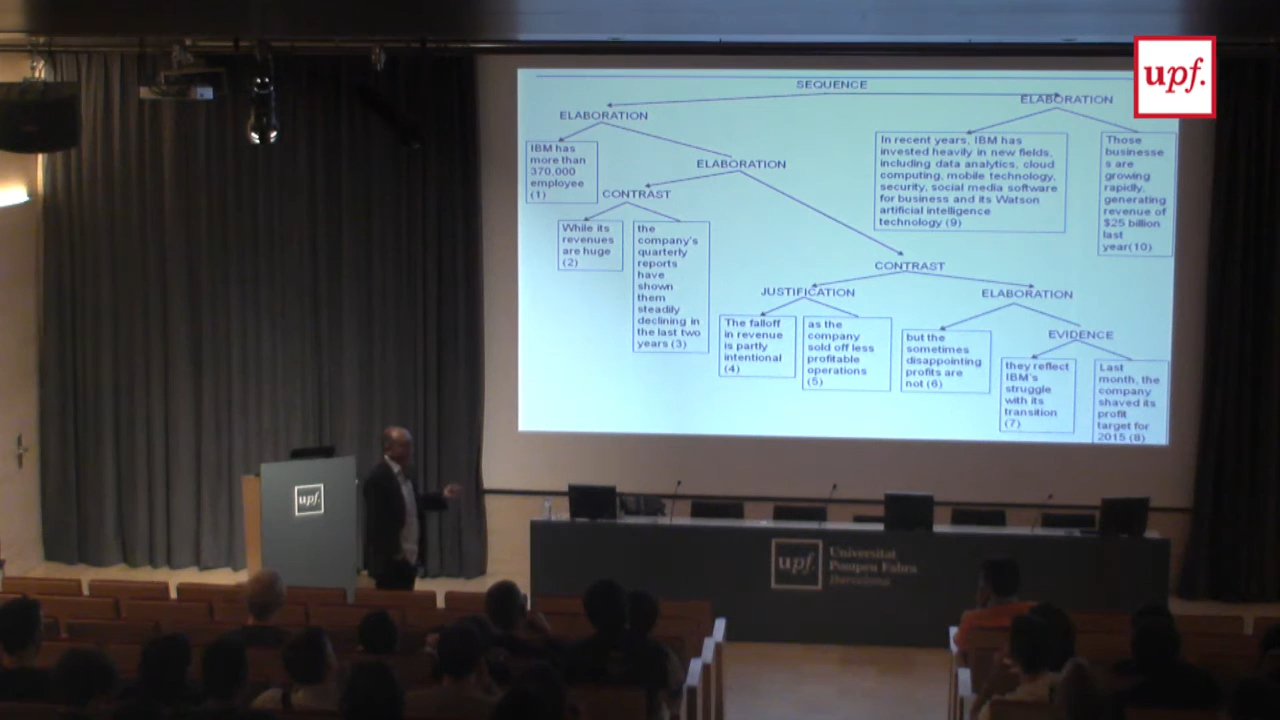 upf.
SEQUENCE
ELABORATION
ELABORATION
IBM has
more than
370,000
employee
(1)
ELABORATION
In recent years, IBM has
invested heavily in new fields,
including data analytics, cloud
computing, mobile technology,
security, social media software
for business and its Watson
artificial intelligence
technology (9)
Those
businesse
s are
growing
rapidly,
generating
revenue of
$25 billion
last
year(10)
CONTRAST
While its
revenues
are huge
(2)
the
company's
quarterly
reports
have
shown
them
steadily
declining in
the last two
years (3)
CONTRAST
JUSTIFICATION
ELABORATION
The falloff
in revenue
is partly
intentional
(4)
as the
company
sold off less
profitable
operations
(5)
but the
sometimes
disappointing
profits are
not (6)
EVIDENCE
they reflect
IBM's
struggle
with its
transition
(7)
Last
month, the
company
shaved its
profit
target for
2015 (8)
upf.
upf.
Universitat
Pompeu Fabra
Barcelona